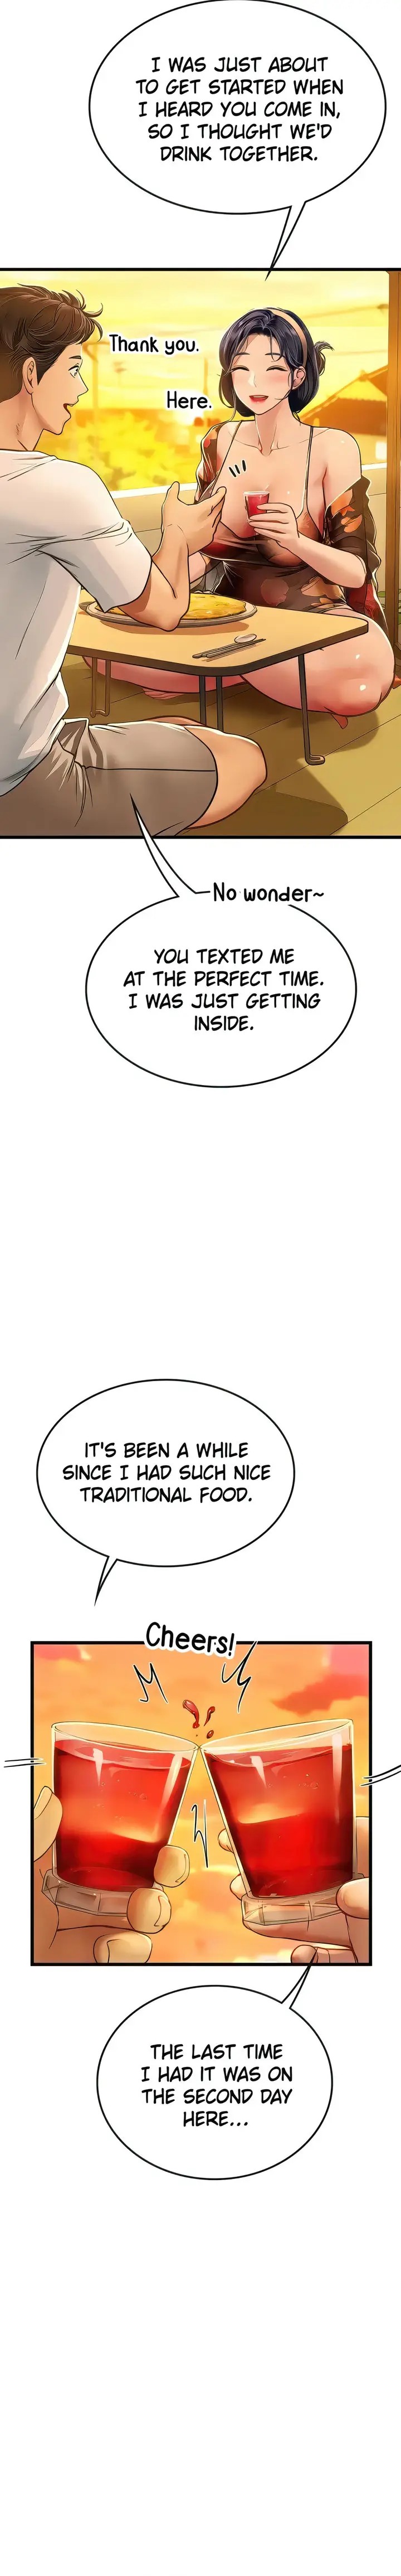 I WAS JUST ABOUT
TO GET STARTED WHEN
I HEARD YOU COME IN,
SO I THOUGHT WE'D
DRINK TOGETHER.
Thank you.
Here.
No wonder~
YOU TEXTED ME
AT THE PERFECT TIME.
I WAS JUST GETTING
INSIDE.
IT'S BEEN A WHILE
SINCE I HAD SUCH NICE
TRADITIONAL FOOD.
Cheers!
THE LAST TIME
I HAD IT WAS ON
THE SECOND DAY
HERE...